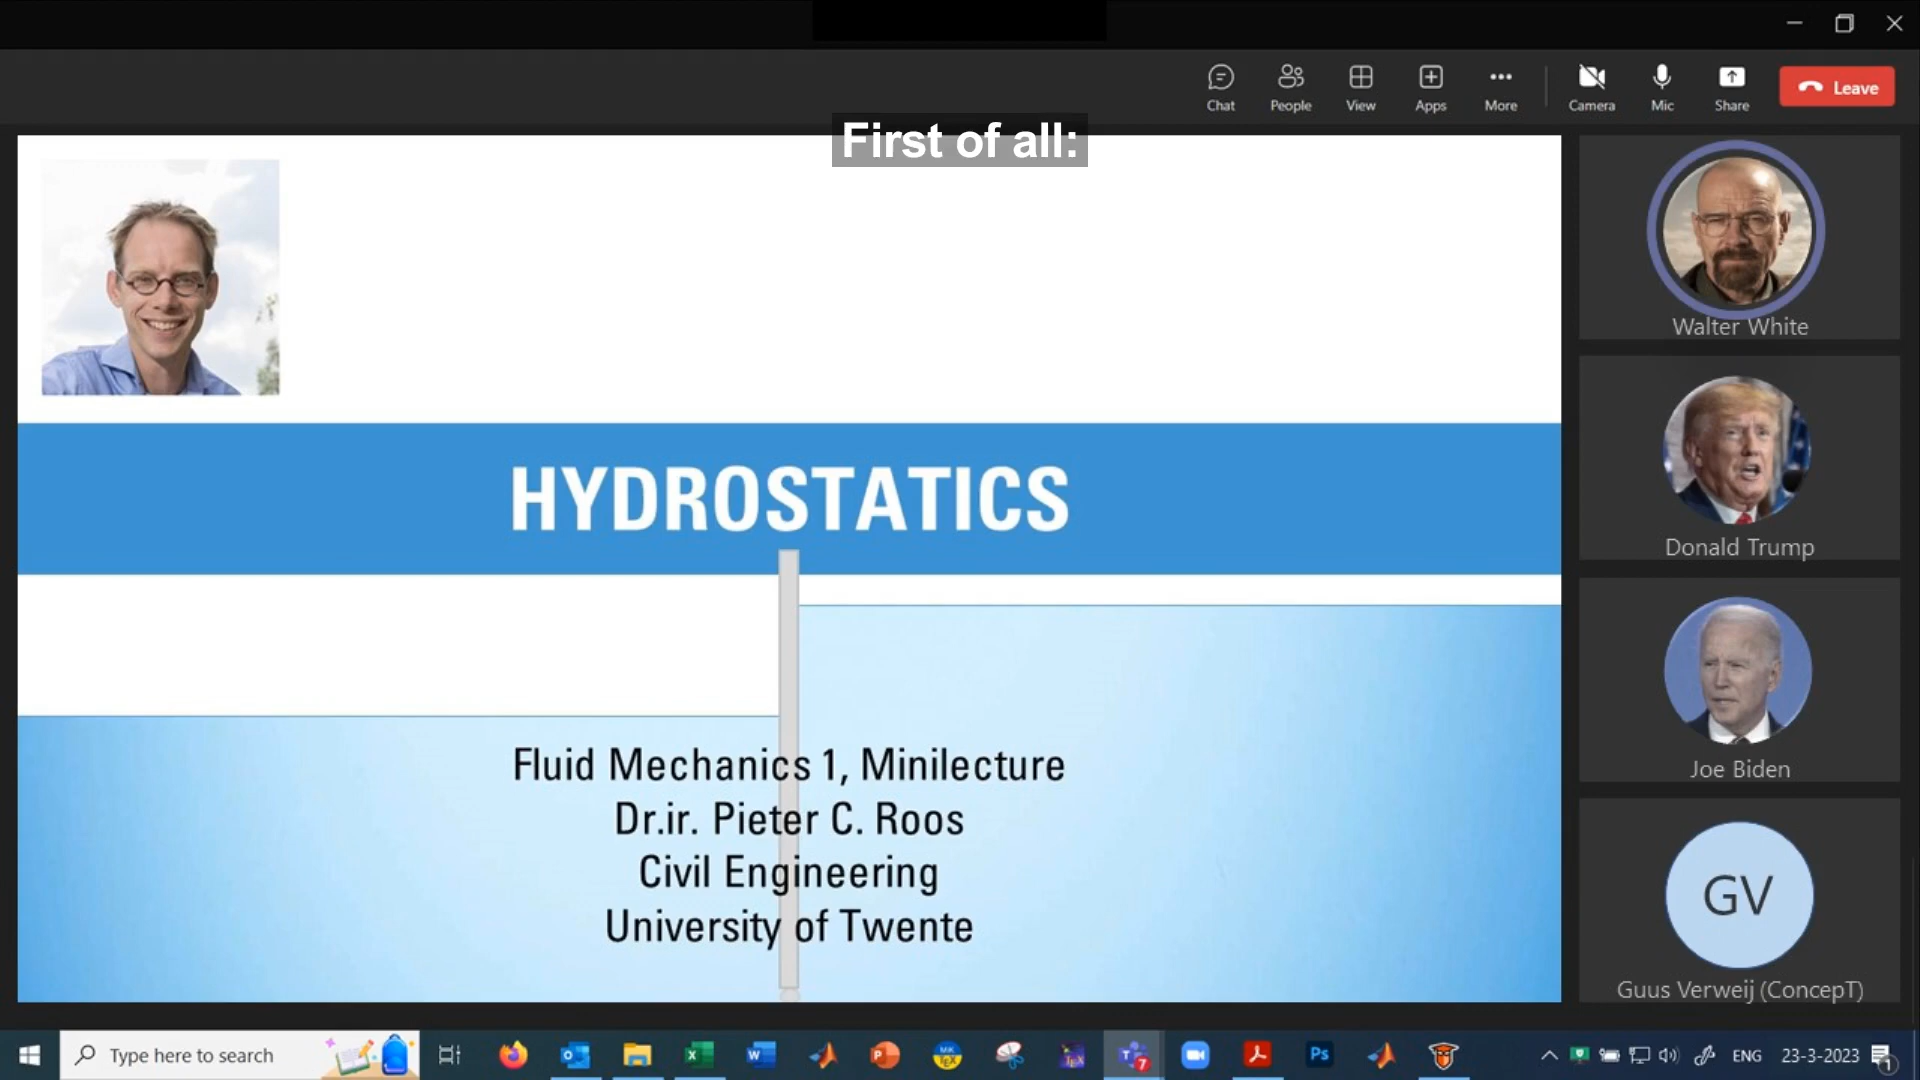 Chat
People
View
Apps
More
Camera
Mic
Share
Leave
First of all:
Walter White
Donald Trump
Joe Biden
GV
Guus Verweij (ConcepT)
HYDROSTATICS
Fluid Mechanics 1, Minilecture
Dr.ir. Pieter C. Roos
Civil Engineering
University of Twente
Type here to search
ENG
23-3-2023